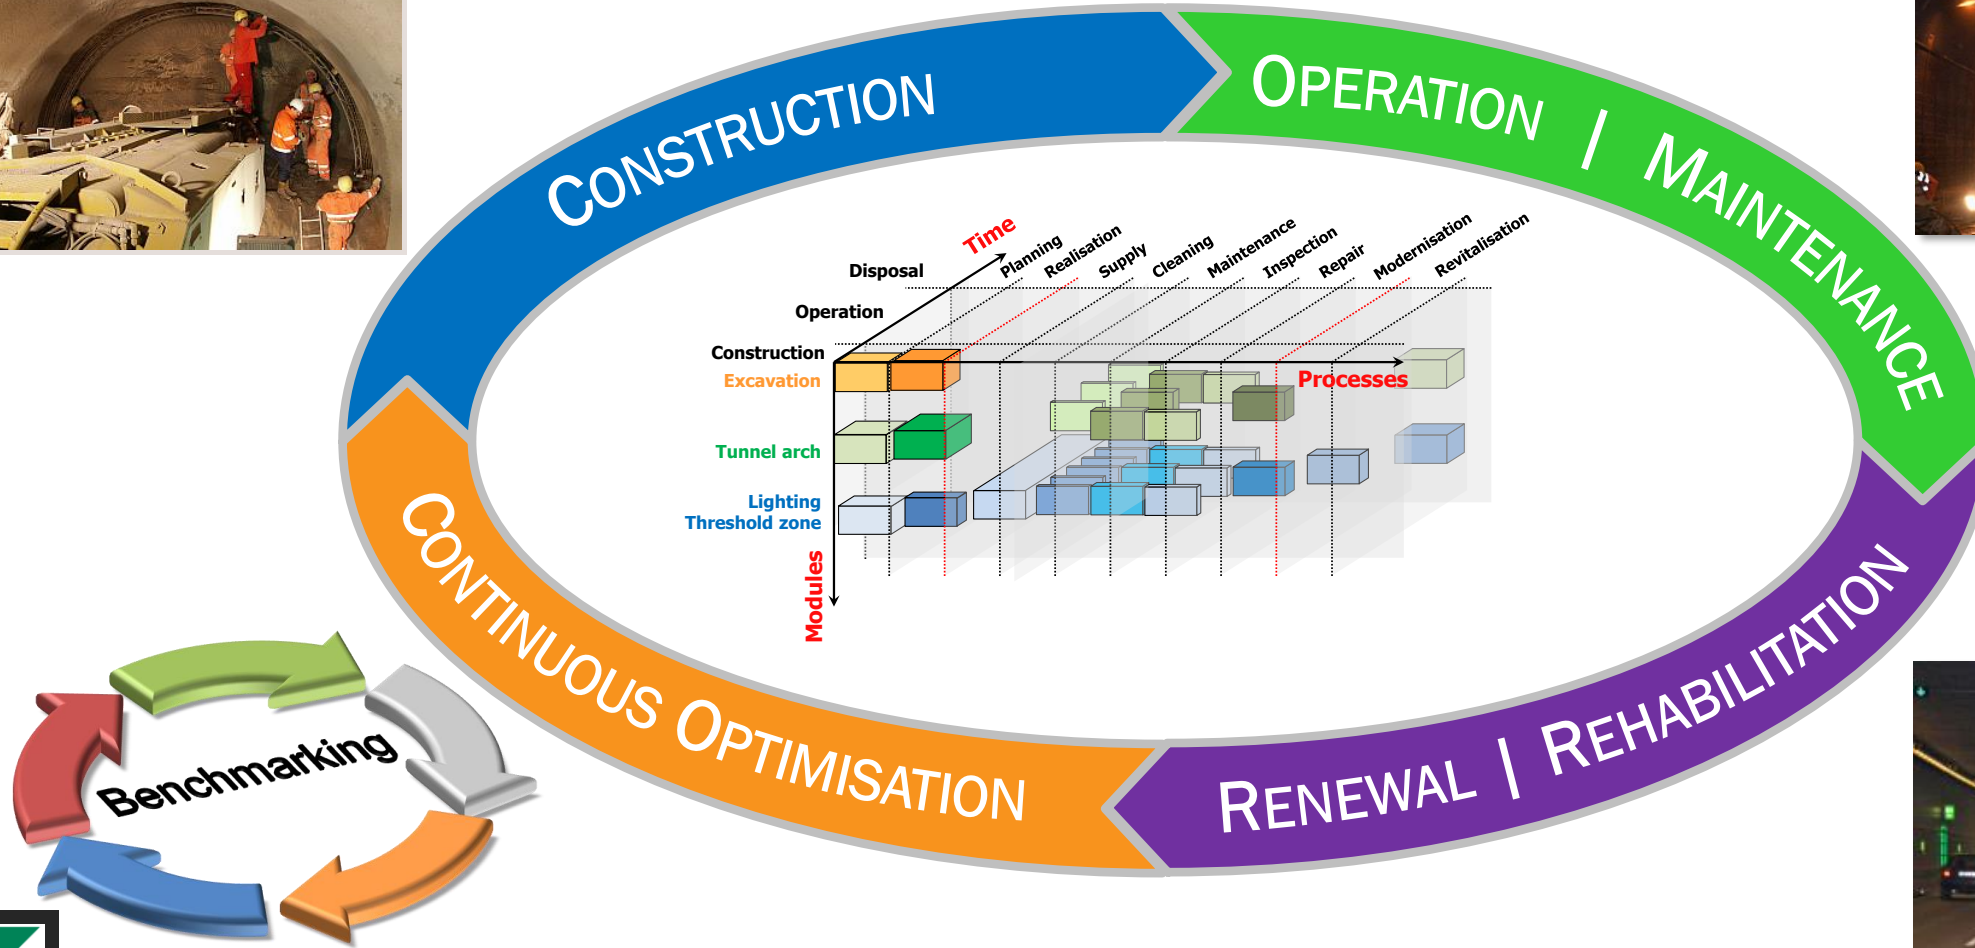 CONSTRUCTION
OPERATION | MAINTENANCE
Time
Planning
Realisation
Supply
Cleaning
Maintenance
Inspection
Repair
Modernisation
Revitalisation
Disposal
Operation
Construction
Excavation
Processes
Tunnel arch
Lighting
Threshold zone
Modules
CONTINUOUS OPTIMISATION
RENEWAL | REHABILITATION
Benchmarking